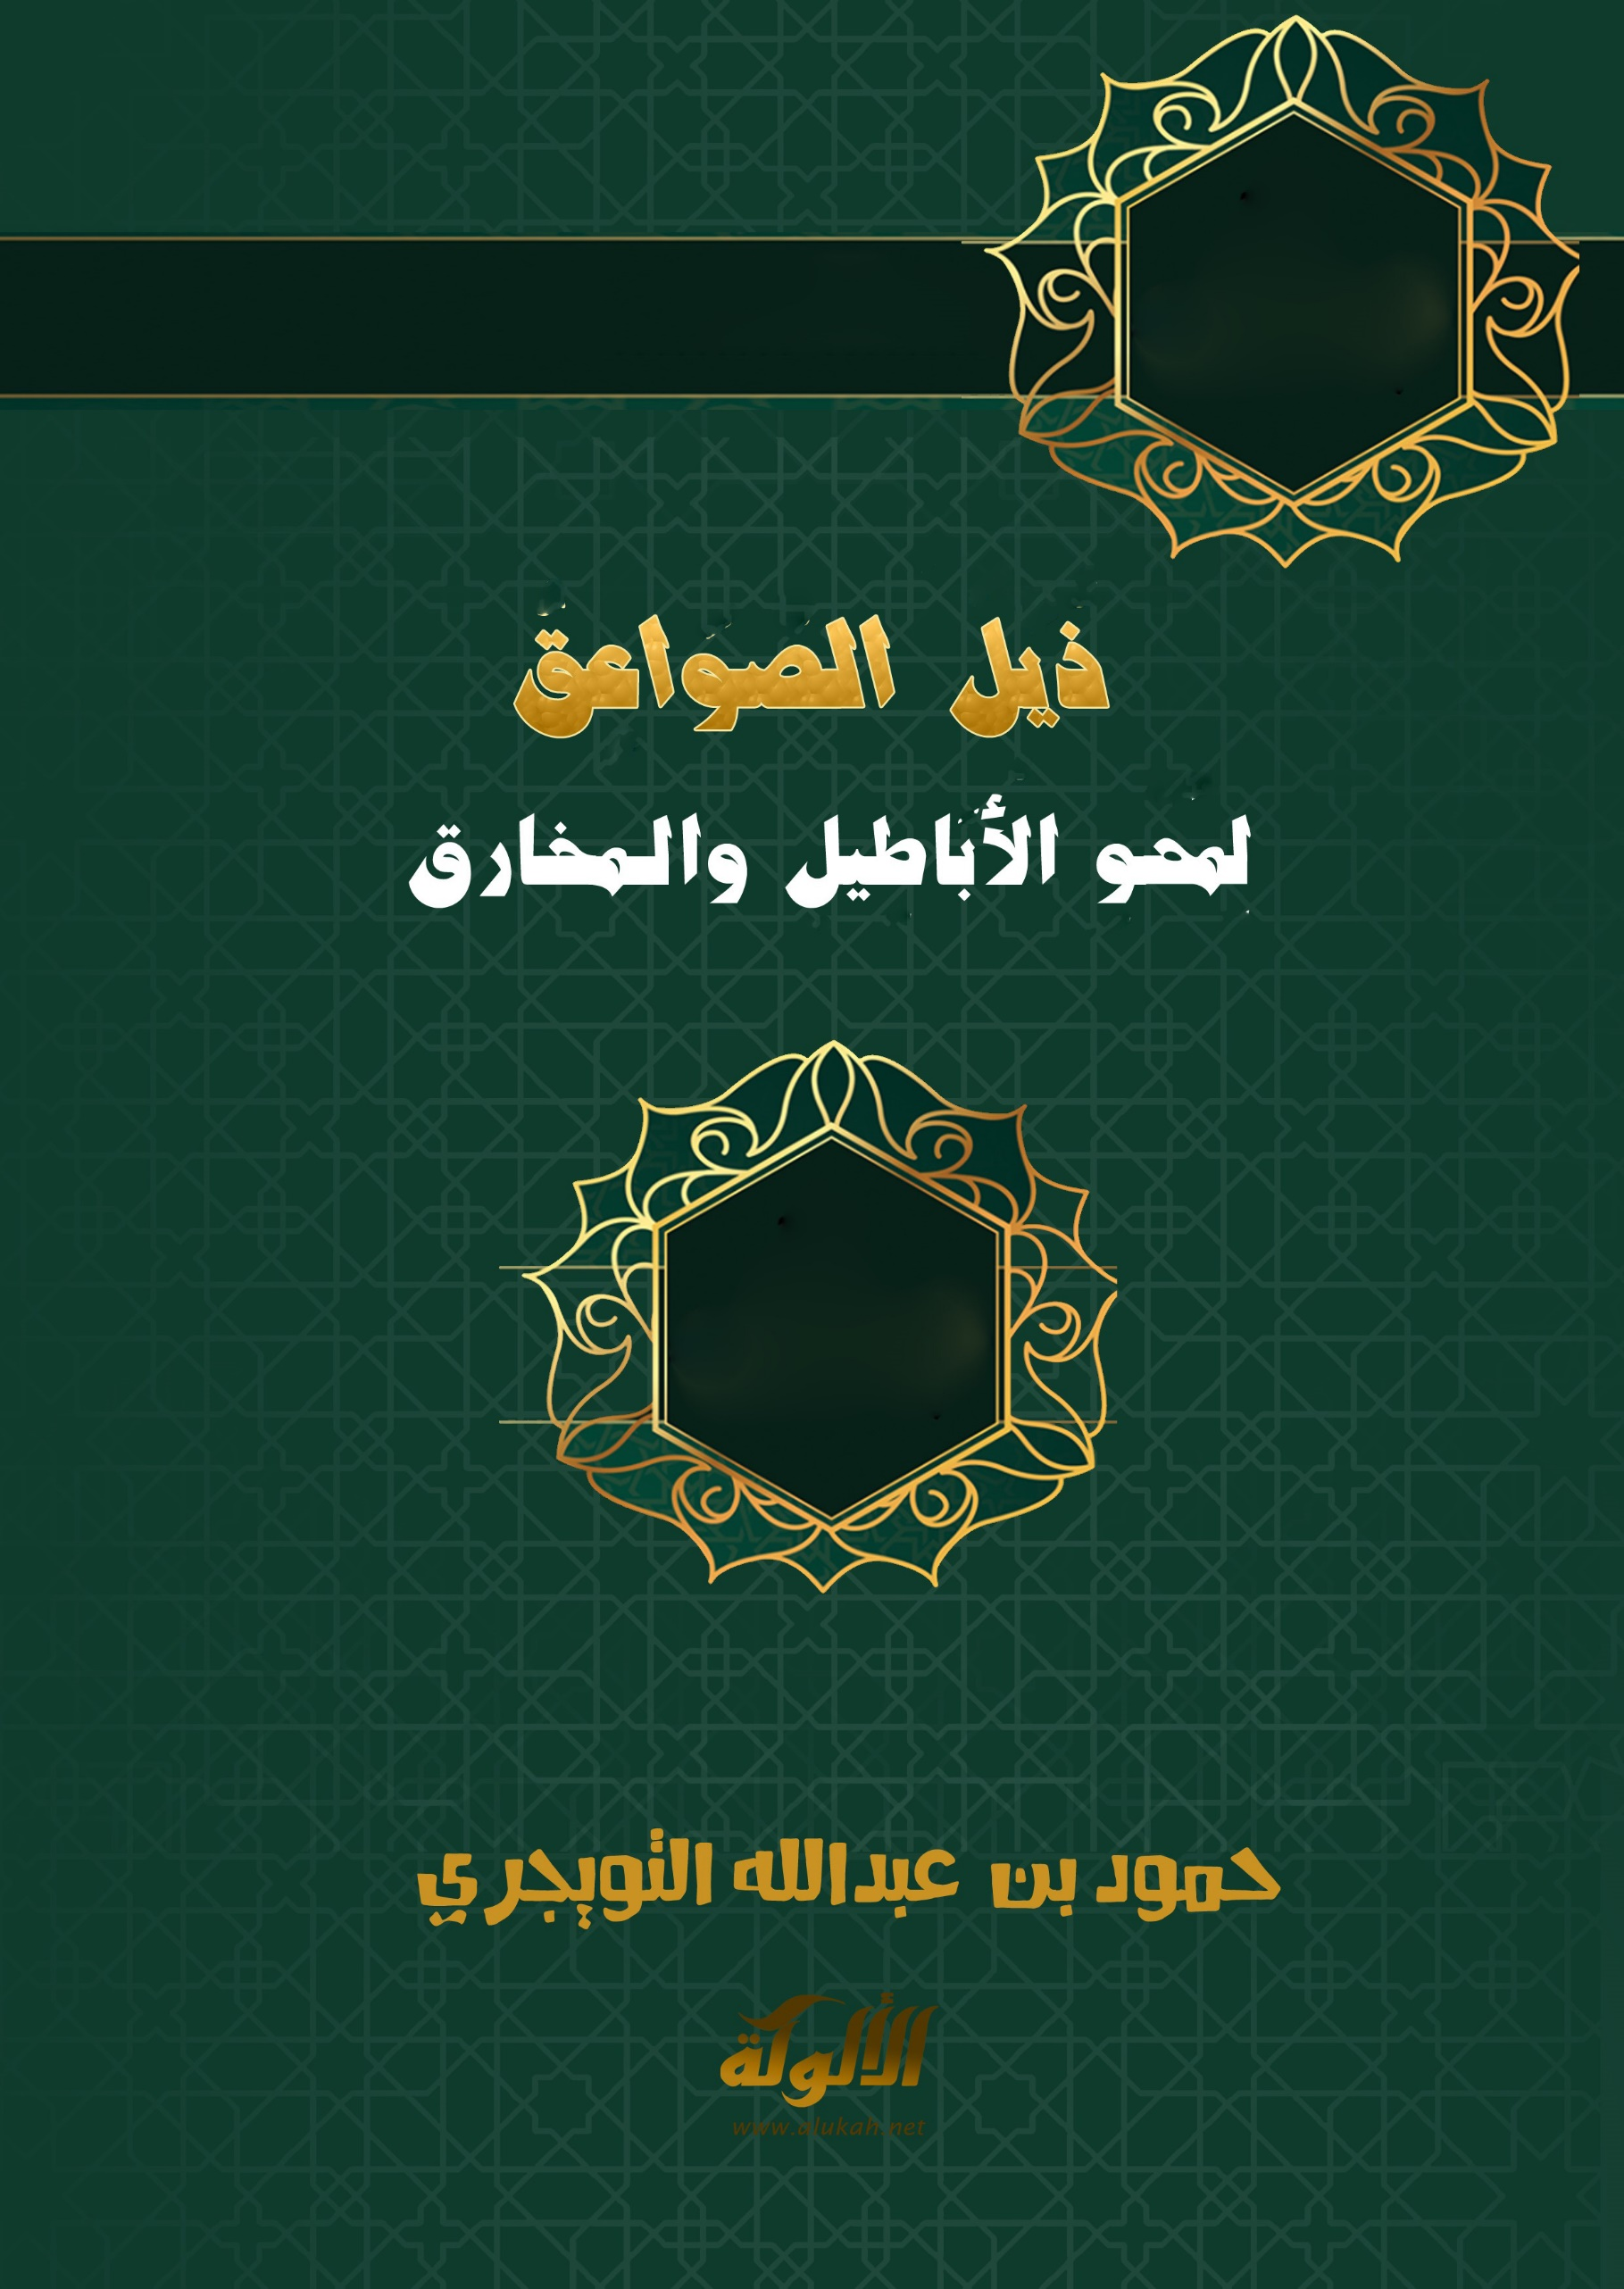 ذيل الصواعق
لمحو الأباطيل والمخارق
حمود بن عبدالله التويجري
الألوكة
www.alukah.net